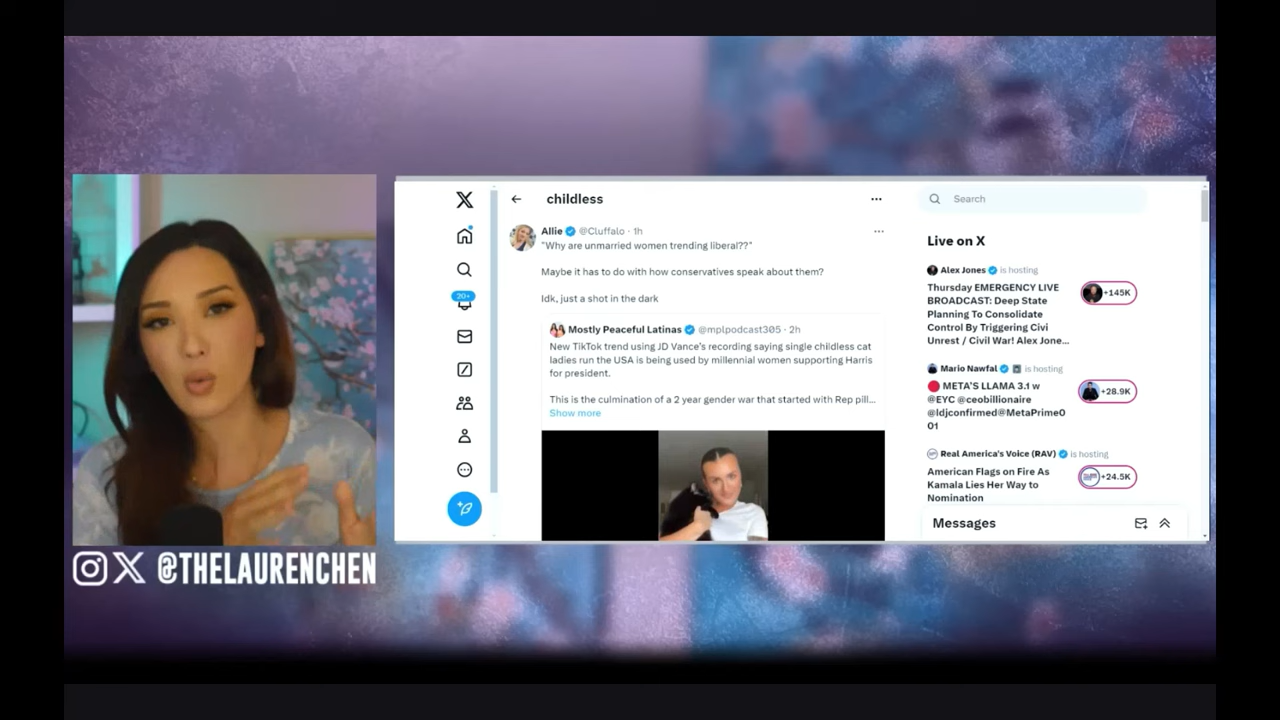 @THELAURENCHEN
childless
Allie @Cluffalo · 1h
"Why are unmarried women trending liberal??"
Maybe it has to do with how conservatives speak about them?
Idk, just a shot in the dark
Mostly Peaceful Latinas @mplpodcast305 · 2h
New TikTok trend using JD Vance's recording saying single childless cat
ladies run the USA is being used by millennial women supporting Harris
for president.
This is the culmination of a 2 year gender war that started with Rep pill...
Show more
20+
Search
Live on X
Alex Jones is hosting
Thursday EMERGENCY LIVE
BROADCAST: Deep State
Planning To Consolidate
Control By Triggering Civi
Unrest / Civil War! Alex Jone...
+145K
Mario Nawfal is hosting
META'S LLAMA 3.1 w
@EYC @ceobillionaire
@ldjconfirmed@MetaPrime0
01
+28.9K
Real America's Voice (RAV) is hosting
American Flags on Fire As
Kamala Lies Her Way to
Nomination
+24.5K
Messages